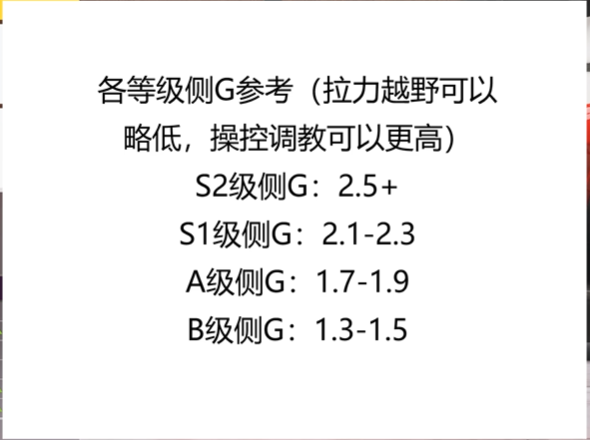 各等级侧G参考（拉力越野可以
略低，操控调教可以更高）
S2级侧G：2.5+
S1级侧G：2.1-2.3
A级侧G：1.7-1.9
B级侧G：1.3-1.5